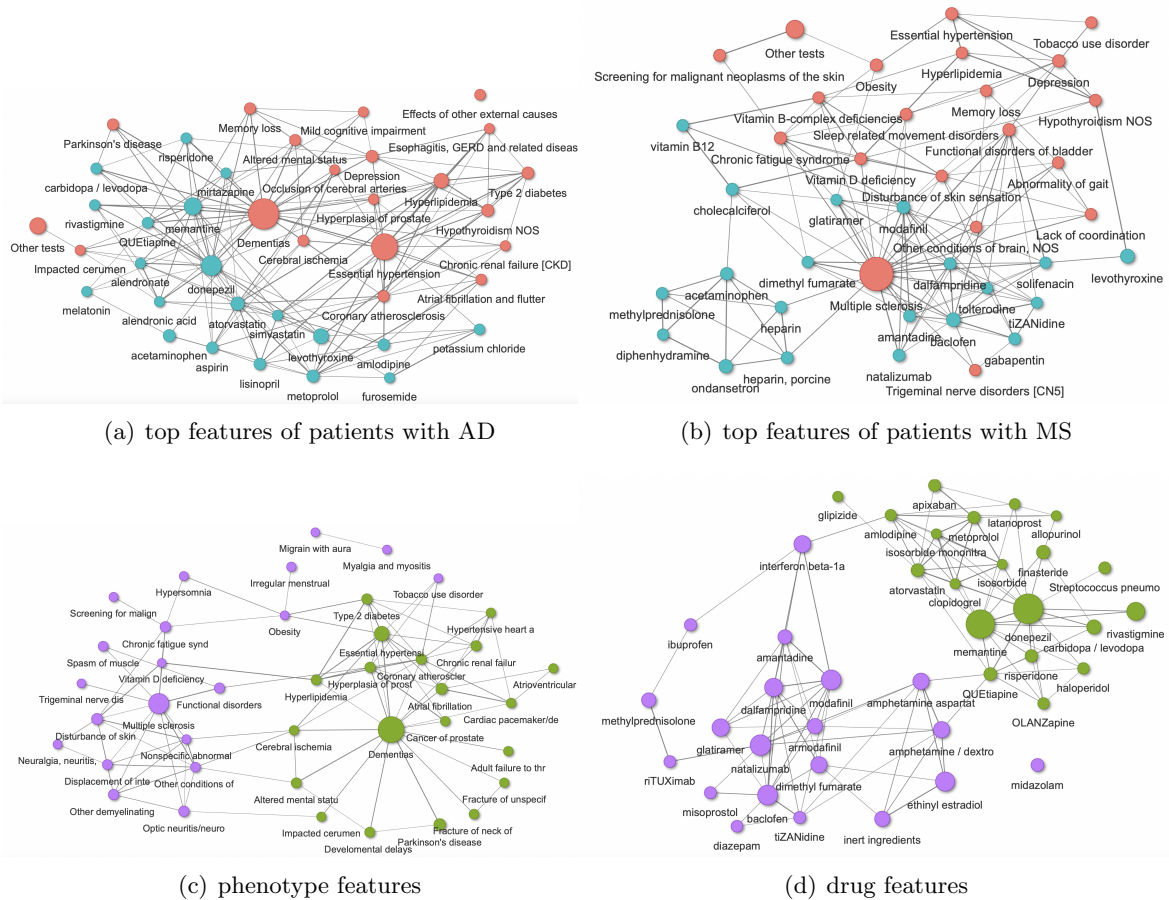 Effects of other external causes
Memory loss
Mild cognitive impairment
Parkinson's disease
Esophagitis, GERD and related diseas
risperidone
Altered mental status
Depression
carbidopa / levodopa
mirtazapine
Occlusion of cerebral arteries
Type 2 diabetes
Hyperlipidemia
rivastigmine
memantine
Hyperplasia of prostate
Hypothyroidism NOS
Other tests
QUEtiapine
Dementias
Cerebral ischemia
Chronic renal failure [CKD]
Impacted cerumen
Essential hypertension
alendronate
donepezil
Atrial fibrillation and flutter
melatonin
alendronic acid
atorvastatin
Coronary atherosclerosis
simvastatin
acetaminophen
levothyroxine
potassium chloride
aspirin
amlodipine
lisinopril
metoprolol
furosemide
(a) top features of patients with AD
Essential hypertension
Tobacco use disorder
Other tests
Screening for malignant neoplasms of the skin
Hyperlipidemia
Depression
Obesity
Memory loss
Vitamin B-complex deficiencies
Hypothyroidism NOS
Sleep related movement disorders
vitamin B12
Functional disorders of bladder
Chronic fatigue syndrome
Vitamin D deficiency
Abnormality of gait
Disturbance of skin sensation
cholecalciferol
glatiramer
modafinil
Lack of coordination
Other conditions of brain, NOS
levothyroxine
dimethyl fumarate
dalfampridine
solifenacin
acetaminophen
Multiple sclerosis
tolterodine
methylprednisolone
heparin
tiZANidine
amantadine
baclofen
diphenhydramine
gabapentin
heparin, porcine
natalizumab
ondansetron
Trigeminal nerve disorders [CN5]
(b) top features of patients with MS
Migrain with aura
Myalgia and myositis
Irregular menstrual
Hypersomnia
Tobacco use disorder
Screening for malign
Type 2 diabetes
Obesity
Hypertensive heart a
Chronic fatigue synd
Essential hypertensi
Spasm of muscle
Chronic renal failur
Vitamin D deficiency
Coronary atheroscler
Hyperplasia of prost
Trigeminal nerve dis
Hyperlipidemia
Atrioventricular
Functional disorders
Atrial fibrillation
Cardiac pacemaker/de
Multiple sclerosis
Disturbance of skin
Cancer of prostate
Cerebral ischemia
Dementias
Nonspecific abnormal
Neuralgia, neuritis,
Adult failure to thr
Displacement of inte
Other conditions of
Altered mental statu
Fracture of unspecif
Other demyelinating
Optic neuritis/neuro
Impacted cerumen
Fracture of neck of
Parkinson's disease
Develomental delays
(c) phenotype features
apixaban
glipizide
latanoprost
amlodipine
metoprolol
allopurinol
isosorbide mononitra
interferon beta-1a
finasteride
isosorbide
Streptococcus pneumo
atorvastatin
clopidogrel
rivastigmine
donepezil
carbidopa / levodopa
ibuprofen
memantine
amantadine
risperidone
haloperidol
QUEtiapine
modafinil
amphetamine aspartat
dalfampridine
OLANZapine
methylprednisolone
glatiramer
armodafinil
amphetamine / dextro
natalizumab
riTUXimab
dimethyl fumarate
midazolam
misoprostol
ethinyl estradiol
baclofen
tiZANidine
inert ingredients
diazepam
(d) drug features